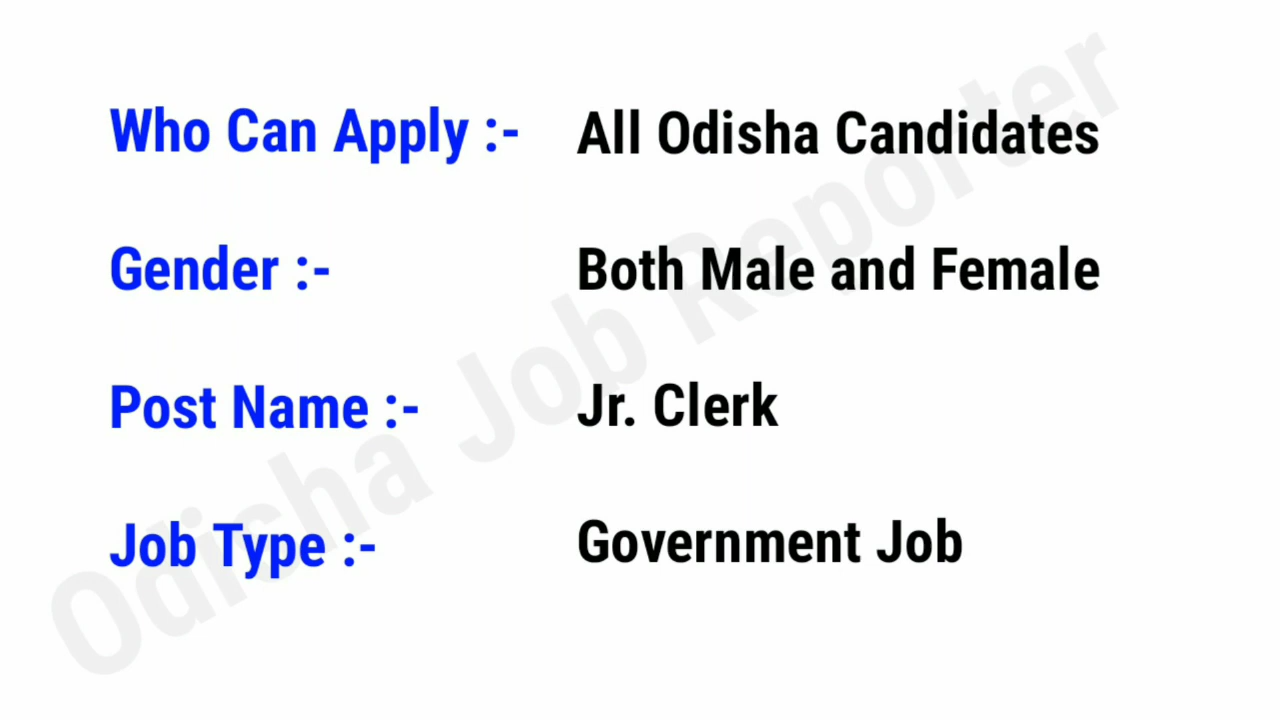 Who Can Apply :- All Odisha Candidates
Gender :- Both Male and Female
Post Name :- Jr. Clerk
Job Type :- Government Job
Odisha Job Reporter